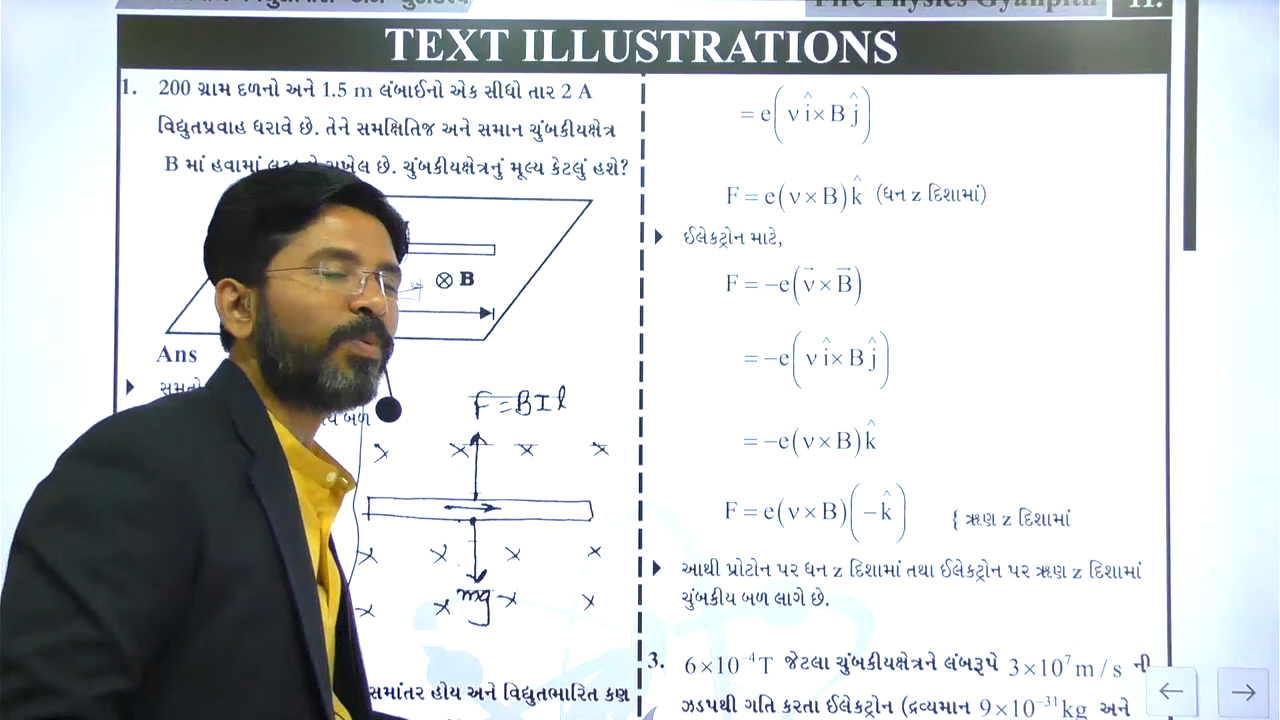 TEXT ILLUSTRATIONS
1. 200 ગ્રામ દળનો અને 1.5 m લંબાઈનો એક સીધો તાર 2 A
વિદ્યુતપ્રવાહ ધરાવે છે. તેને સમક્ષિતિજ અને સમાન ચુંબકીયક્ષેત્ર
B માં હવામાં છે. ચુંબકીયક્ષેત્રનું મૂલ્ય કેટલું હશે?
⊗ B
Ans
બળ
F = BIl
× × × ×
× × × ×
mg
× × × ×
સમાંતર હોય અને વિદ્યુતભારિત કણ
= e(v î × B ĵ)
F = e(v × B) k̂ (ધન z દિશામાં)
ઈલેક્ટ્રોન માટે,
F = −e(v⃗ × B⃗)
= −e(v î × B ĵ)
= −e(v × B) k̂
F = e(v × B)(−k̂) { ઋણ z દિશામાં
આથી પ્રોટોન પર ધન z દિશામાં તથા ઈલેક્ટ્રોન પર ઋણ z દિશામાં
ચુંબકીય બળ લાગે છે.
3. 6×10⁻⁴T જેટલા ચુંબકીયક્ષેત્રને લંબરૂપે 3×10⁷ m / s ની
ઝડપથી ગતિ કરતા ઈલેક્ટ્રોન (દ્રવ્યમાન 9×10⁻³¹ kg અને